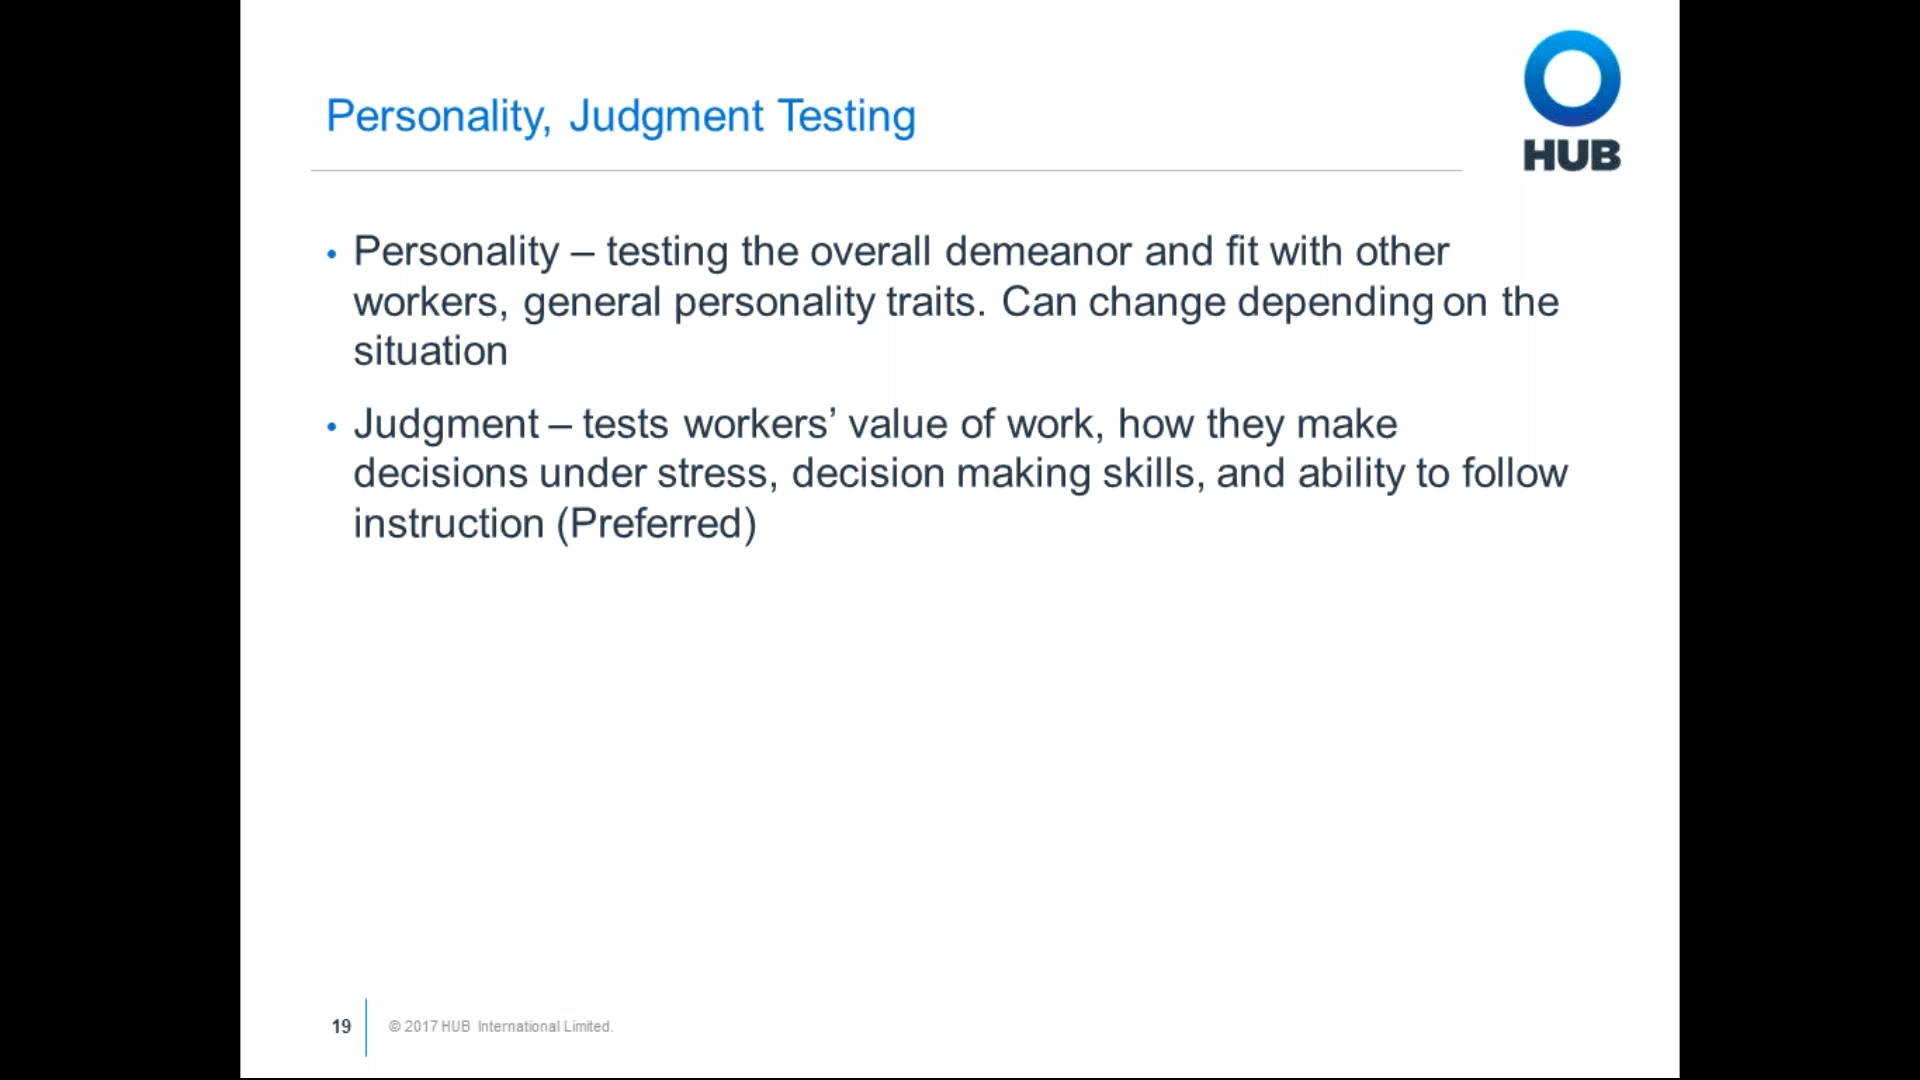 HUB
Personality, Judgment Testing
• Personality – testing the overall demeanor and fit with other
workers, general personality traits. Can change depending on the
situation
• Judgment – tests workers’ value of work, how they make
decisions under stress, decision making skills, and ability to follow
instruction (Preferred)
19
© 2017 HUB International Limited.